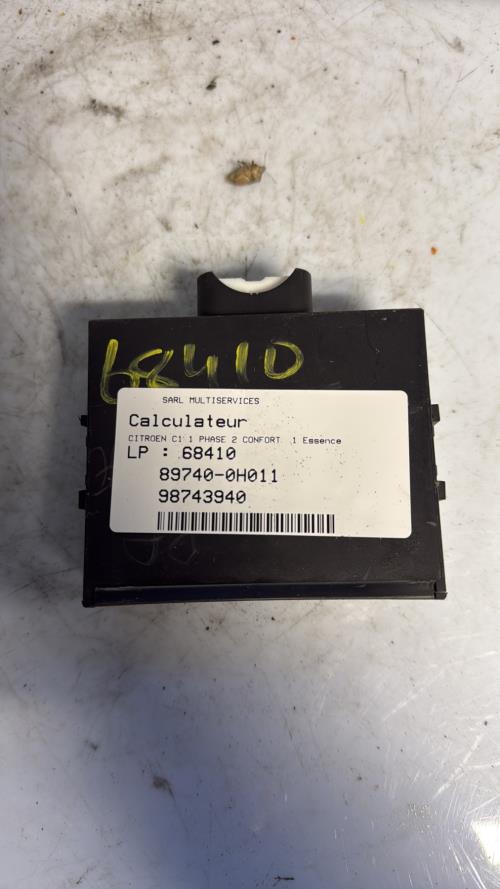 68410
SARL MULTISERVICES
Calculateur
CITROEN C1 1 PHASE 2 CONFORT .1 Essence
LP : 68410
89740-0H011
98743940